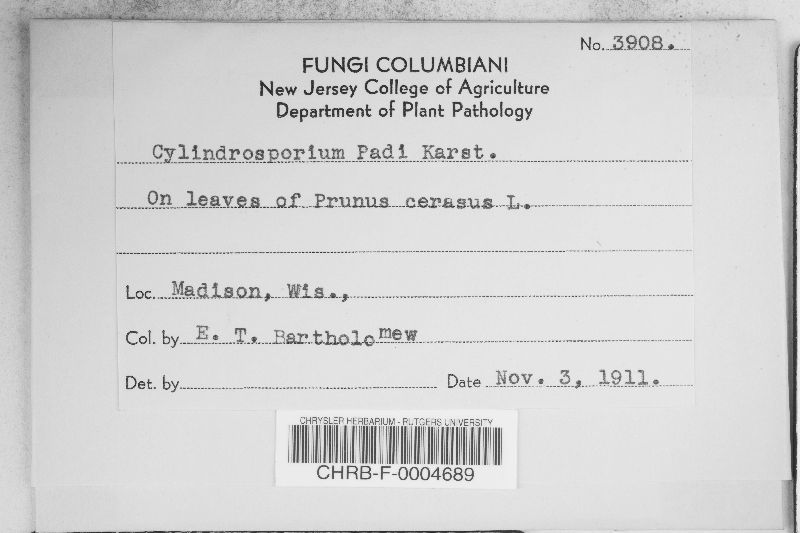 No. 3908.
FUNGI COLUMBIANI
New Jersey College of Agriculture
Department of Plant Pathology
Cylindrosporium Padi Karst.
On leaves of Prunus cerasus L.
Loc. Madison, Wis.,
Col. by E. T. Bartholomew
Det. by Date Nov. 3, 1911.
CHRYSLER HERBARIUM - RUTGERS UNIVERSITY
CHRB-F-0004689